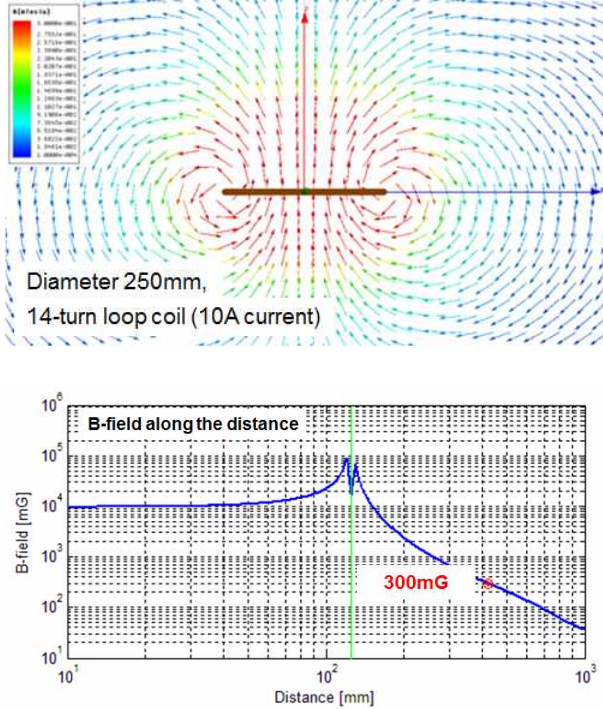 B[mTesla]
Diameter 250mm,
14-turn loop coil (10A current)
B-field along the distance
10^6
10^5
10^4
10^3
10^2
10^1
B-field [mG]
300mG
10^1
10^2
10^3
Distance [mm]